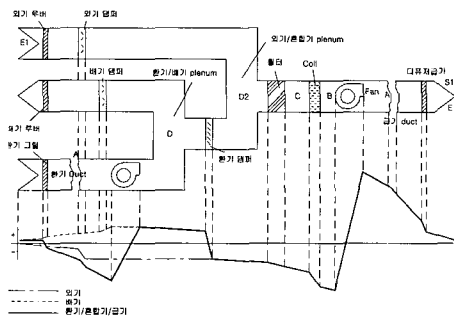 외기 루버
외기 댐퍼
외기/혼합기 plenum
E1
배기 댐퍼
환기/배기 plenum
필터
Coil
디퓨저급가
S1
D2
C
B
Fan
A
E
급기 duct
배기 루버
환기 그릴
D
A
환기 Duct
환기 댐퍼
+
-
외기
배기
환기/혼합기/급기